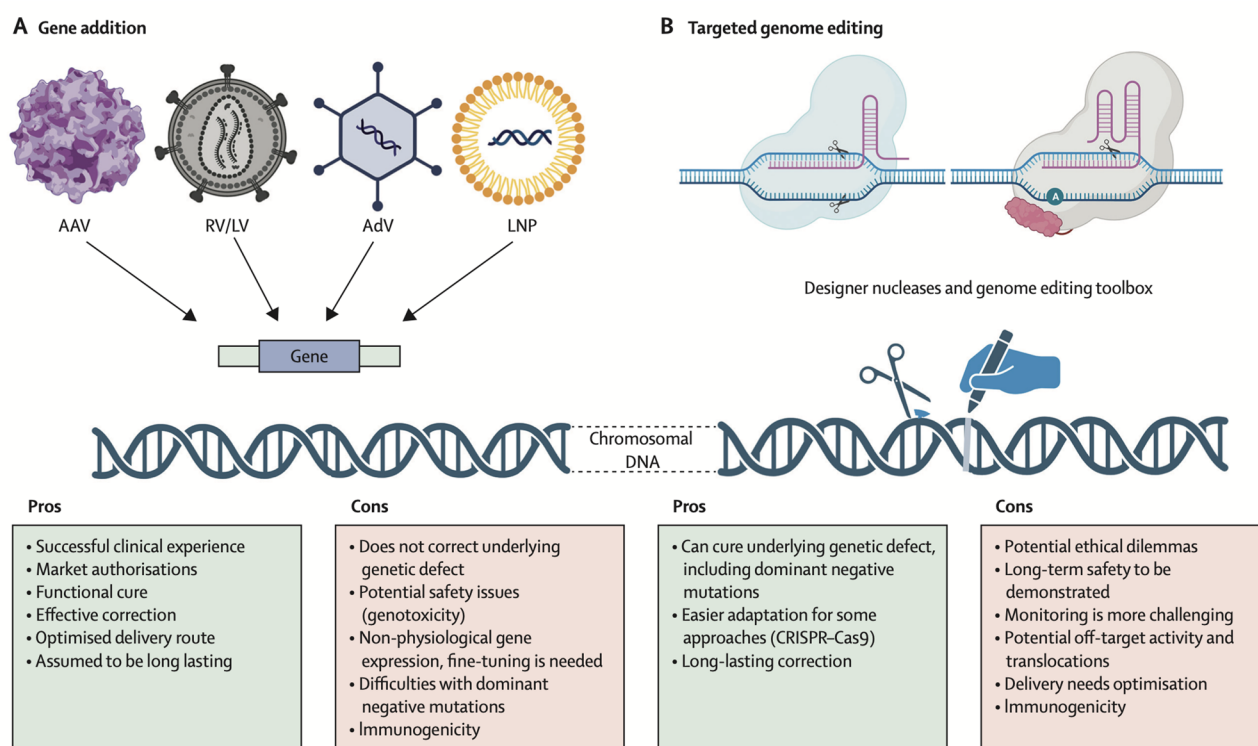 A Gene addition
AAV
RV/LV
AdV
LNP
Gene
B Targeted genome editing
A
Designer nucleases and genome editing toolbox
Chromosomal
DNA
Pros
• Successful clinical experience
• Market authorisations
• Functional cure
• Effective correction
• Optimised delivery route
• Assumed to be long lasting
Cons
• Does not correct underlying
genetic defect
• Potential safety issues
(genotoxicity)
• Non-physiological gene
expression, fine-tuning is needed
• Difficulties with dominant
negative mutations
• Immunogenicity
Pros
• Can cure underlying genetic defect,
including dominant negative
mutations
• Easier adaptation for some
approaches (CRISPR–Cas9)
• Long-lasting correction
Cons
• Potential ethical dilemmas
• Long-term safety to be
demonstrated
• Monitoring is more challenging
• Potential off-target activity and
translocations
• Delivery needs optimisation
• Immunogenicity